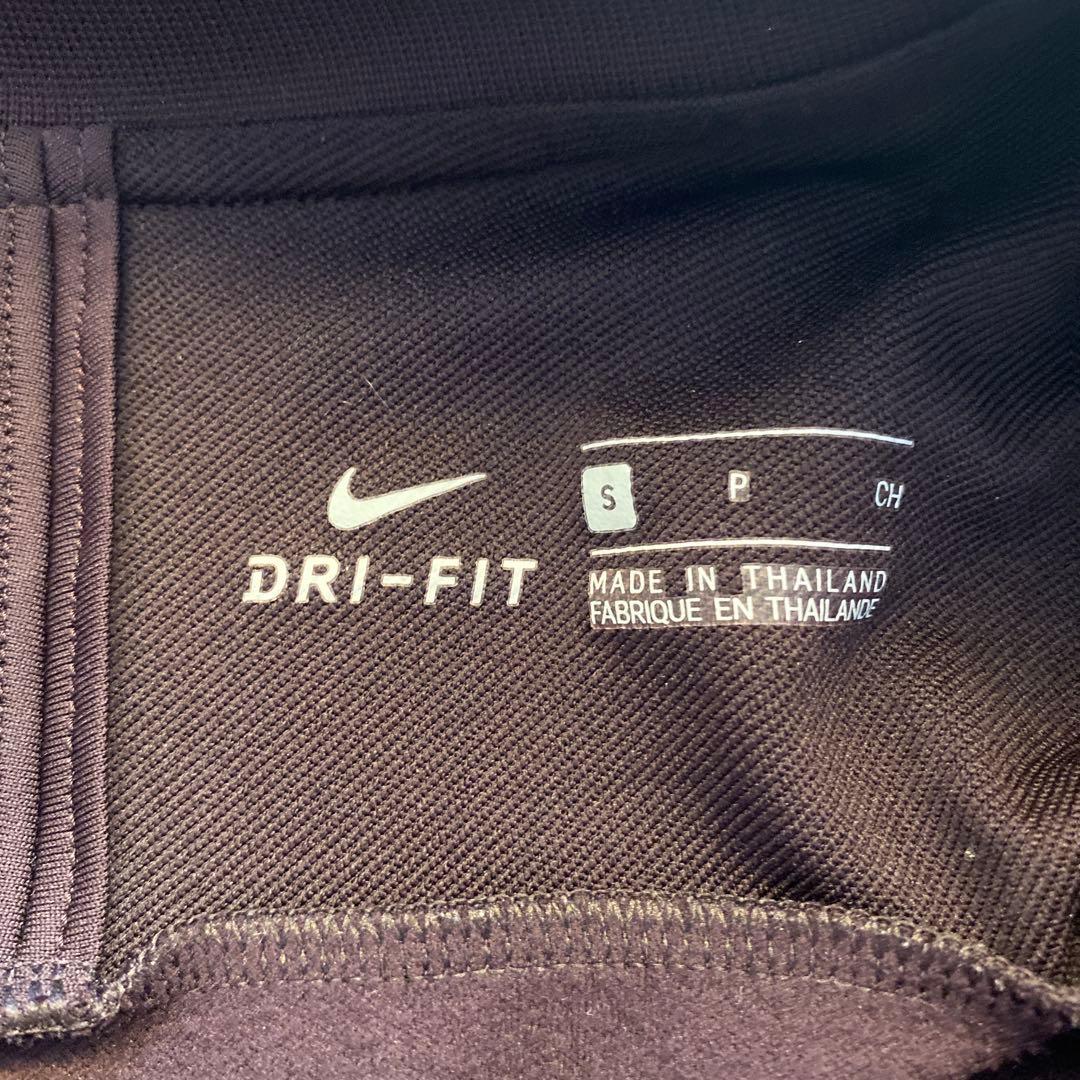 DRI-FIT
S P CH
MADE IN THAILAND
FABRIQUE EN THAILANDE